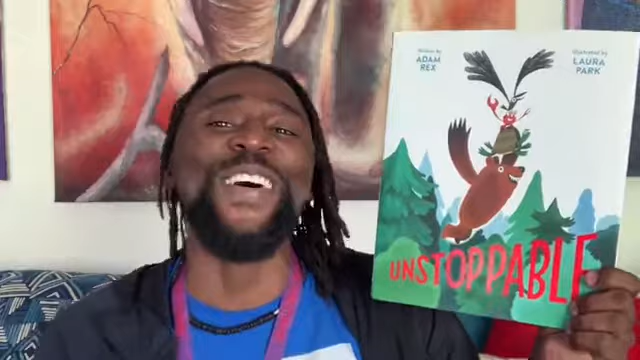 Written by
ADAM
REX
Illustrated by
LAURA
PARK
UNSTOPPABLE